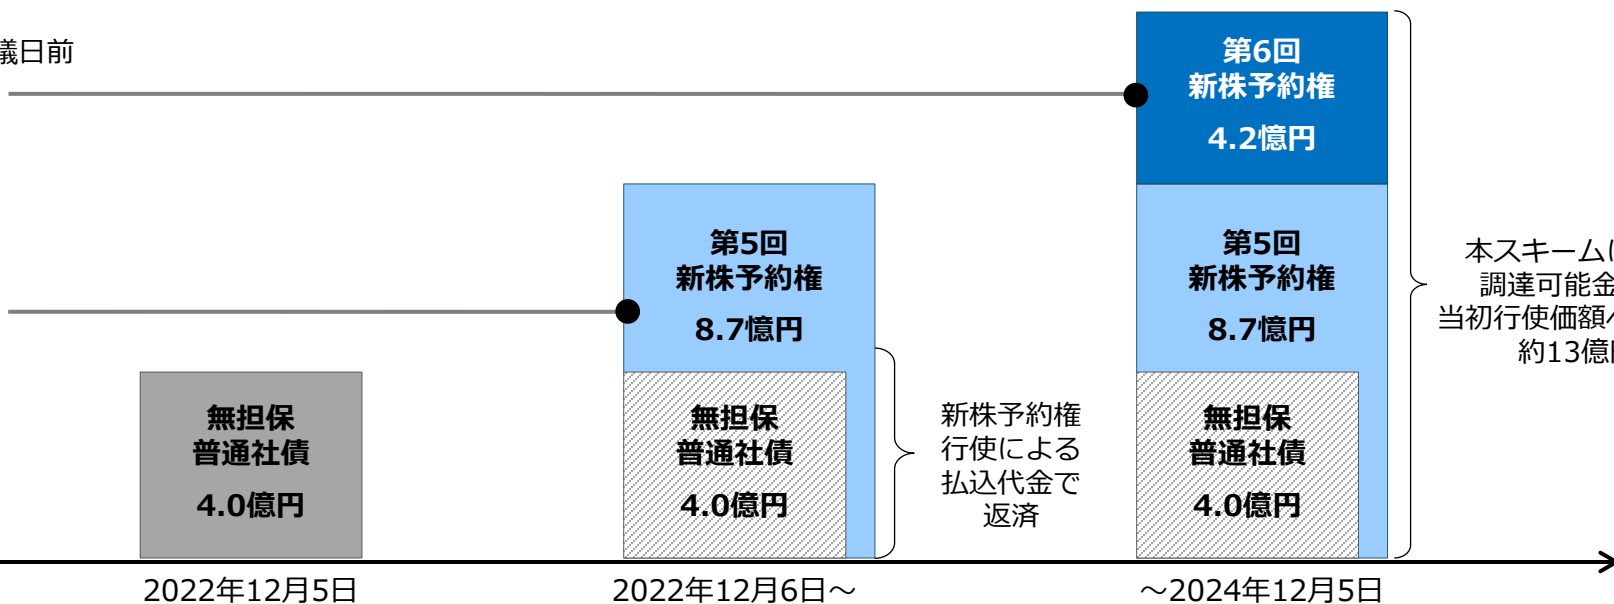 議日前
第6回
新株予約権
4.2億円
第5回
新株予約権
8.7億円
第5回
新株予約権
8.7億円
本スキームに
調達可能金
当初行使価額ベ
約13億円
無担保
普通社債
4.0億円
無担保
普通社債
4.0億円
新株予約権
行使による
払込代金で
返済
無担保
普通社債
4.0億円
2022年12月5日
2022年12月6日～
～2024年12月5日